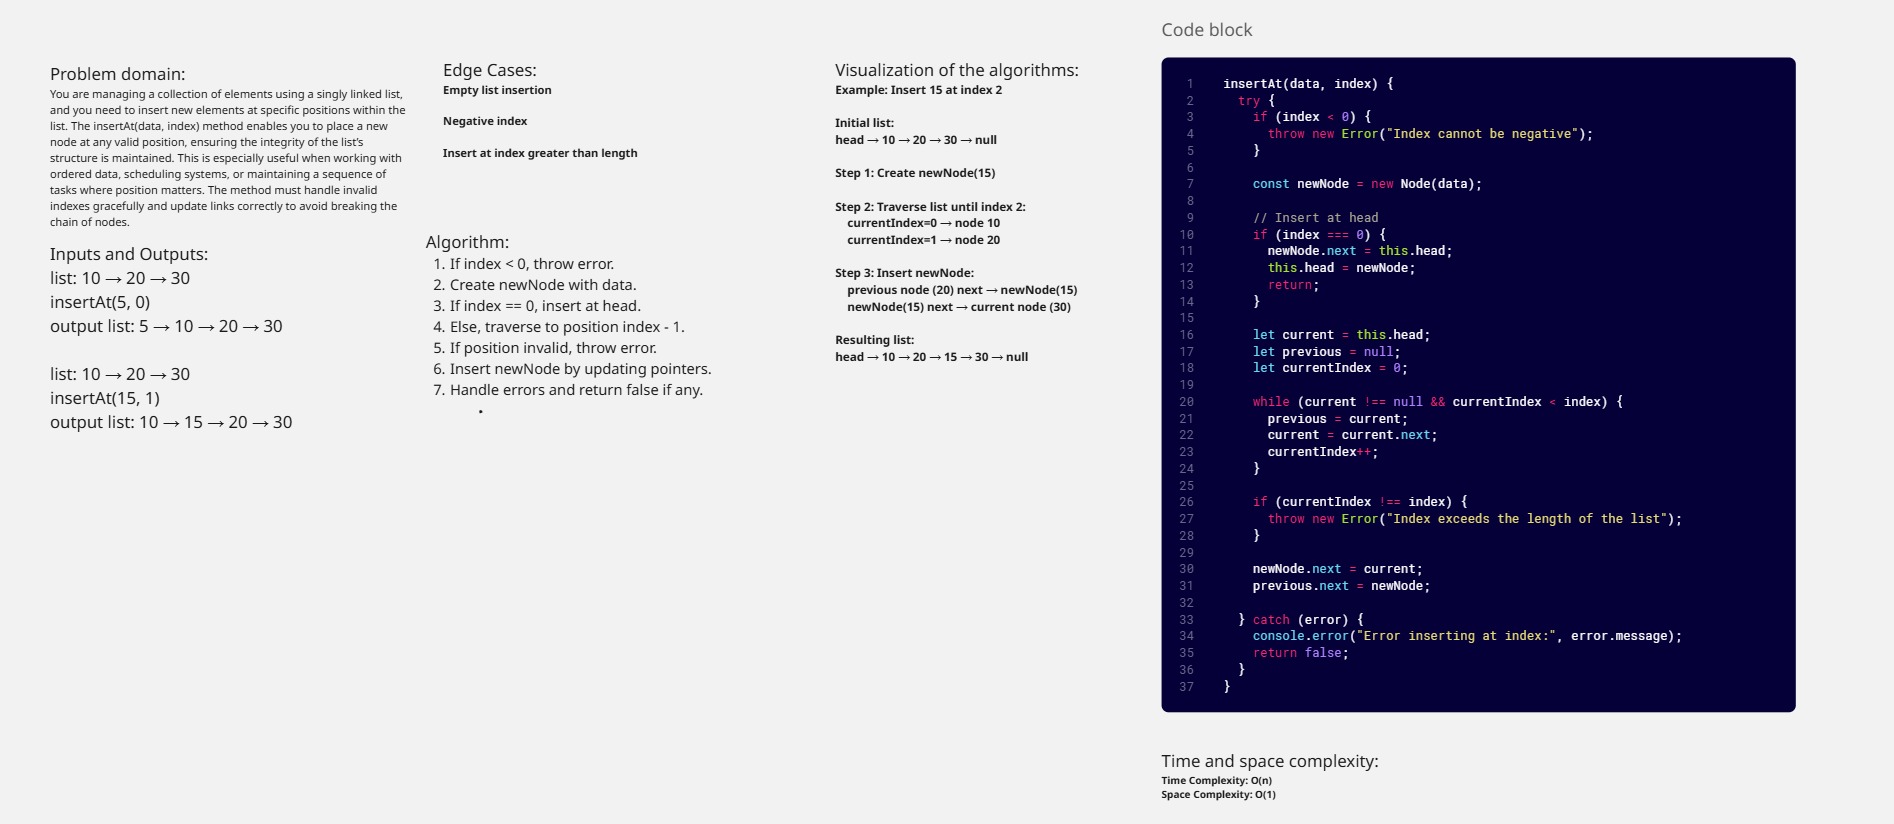 Problem domain:
You are managing a collection of elements using a singly linked list,
and you need to insert new elements at specific positions within the
list. The insertAt(data, index) method enables you to place a new
node at any valid position, ensuring the integrity of the list's
structure is maintained. This is especially useful when working with
ordered data, scheduling systems, or maintaining a sequence of
tasks where position matters. The method must handle invalid
indexes gracefully and update links correctly to avoid breaking the
chain of nodes.
Inputs and Outputs:
list: 10 → 20 → 30
insertAt(5, 0)
output list: 5 → 10 → 20 → 30
list: 10 → 20 → 30
insertAt(15, 1)
output list: 10 → 15 → 20 → 30
Edge Cases:
Empty list insertion
Negative index
Insert at index greater than length
Algorithm:
1. If index < 0, throw error.
2. Create newNode with data.
3. If index == 0, insert at head.
4. Else, traverse to position index - 1.
5. If position invalid, throw error.
6. Insert newNode by updating pointers.
7. Handle errors and return false if any.
•
Visualization of the algorithms:
Example: Insert 15 at index 2
Initial list:
head → 10 → 20 → 30 → null
Step 1: Create newNode(15)
Step 2: Traverse list until index 2:
currentIndex=0 → node 10
currentIndex=1 → node 20
Step 3: Insert newNode:
previous node (20) next → newNode(15)
newNode(15) next → current node (30)
Resulting list:
head → 10 → 20 → 15 → 30 → null
Code block
1 insertAt(data, index) {
2 try {
3 if (index < 0) {
4 throw new Error("Index cannot be negative");
5 }
6
7 const newNode = new Node(data);
8
9 // Insert at head
10 if (index === 0) {
11 newNode.next = this.head;
12 this.head = newNode;
13 return;
14 }
15
16 let current = this.head;
17 let previous = null;
18 let currentIndex = 0;
19
20 while (current !== null && currentIndex < index) {
21 previous = current;
22 current = current.next;
23 currentIndex++;
24 }
25
26 if (currentIndex !== index) {
27 throw new Error("Index exceeds the length of the list");
28 }
29
30 newNode.next = current;
31 previous.next = newNode;
32
33 } catch (error) {
34 console.error("Error inserting at index:", error.message);
35 return false;
36 }
37 }
Time and space complexity:
Time Complexity: O(n)
Space Complexity: O(1)